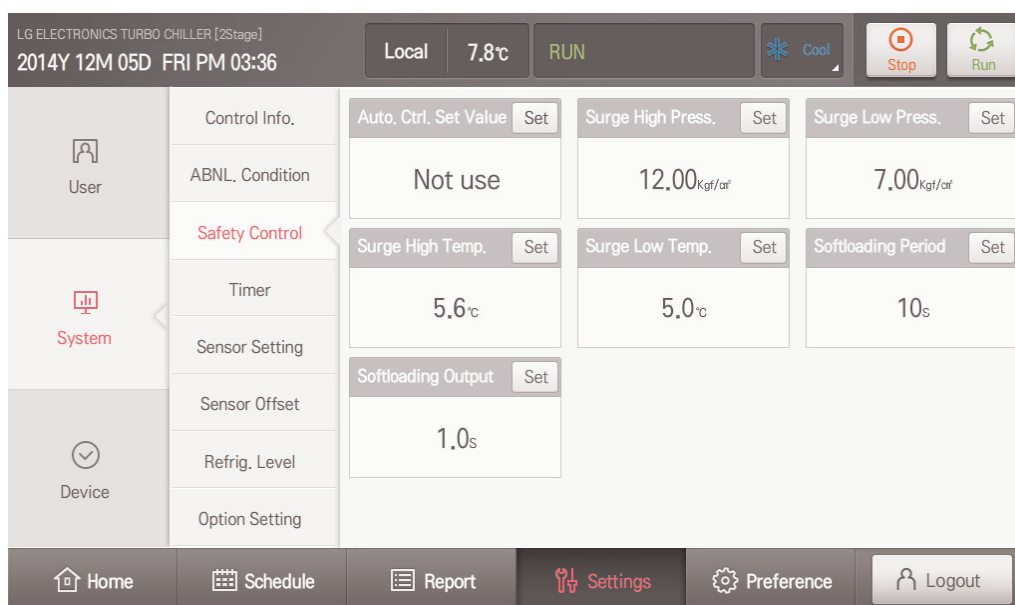 LG ELECTRONICS TURBO CHILLER [2Stage]
2014Y 12M 05D FRI PM 03:36
Local 7.8℃ RUN Cool Stop Run
User
System
Device
Control Info.
ABNL. Condition
Safety Control
Timer
Sensor Setting
Sensor Offset
Refrig. Level
Option Setting
Auto. Ctrl. Set Value Set
Not use
Surge High Press. Set
12.00Kgf/㎠
Surge Low Press. Set
7.00Kgf/㎠
Surge High Temp. Set
5.6℃
Surge Low Temp. Set
5.0℃
Softloading Period Set
10s
Softloading Output Set
1.0s
Home Schedule Report Settings Preference Logout